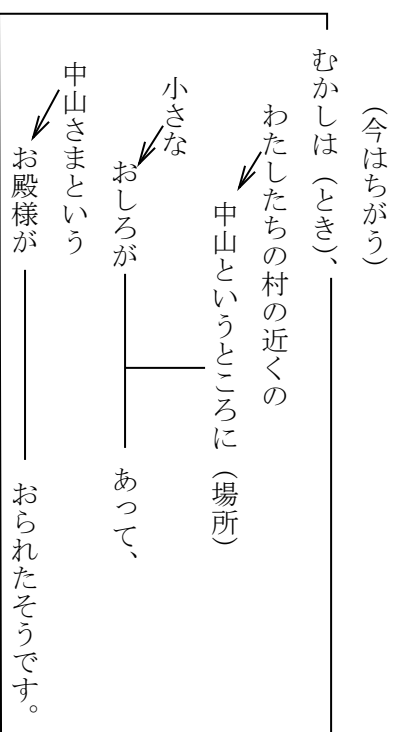 （今はちがう）
むかしは（とき）、
わたしたちの村の近くの
中山というところに（場所）
小さな
おしろが
あって、
中山さまという
お殿様が
おられたそうです。